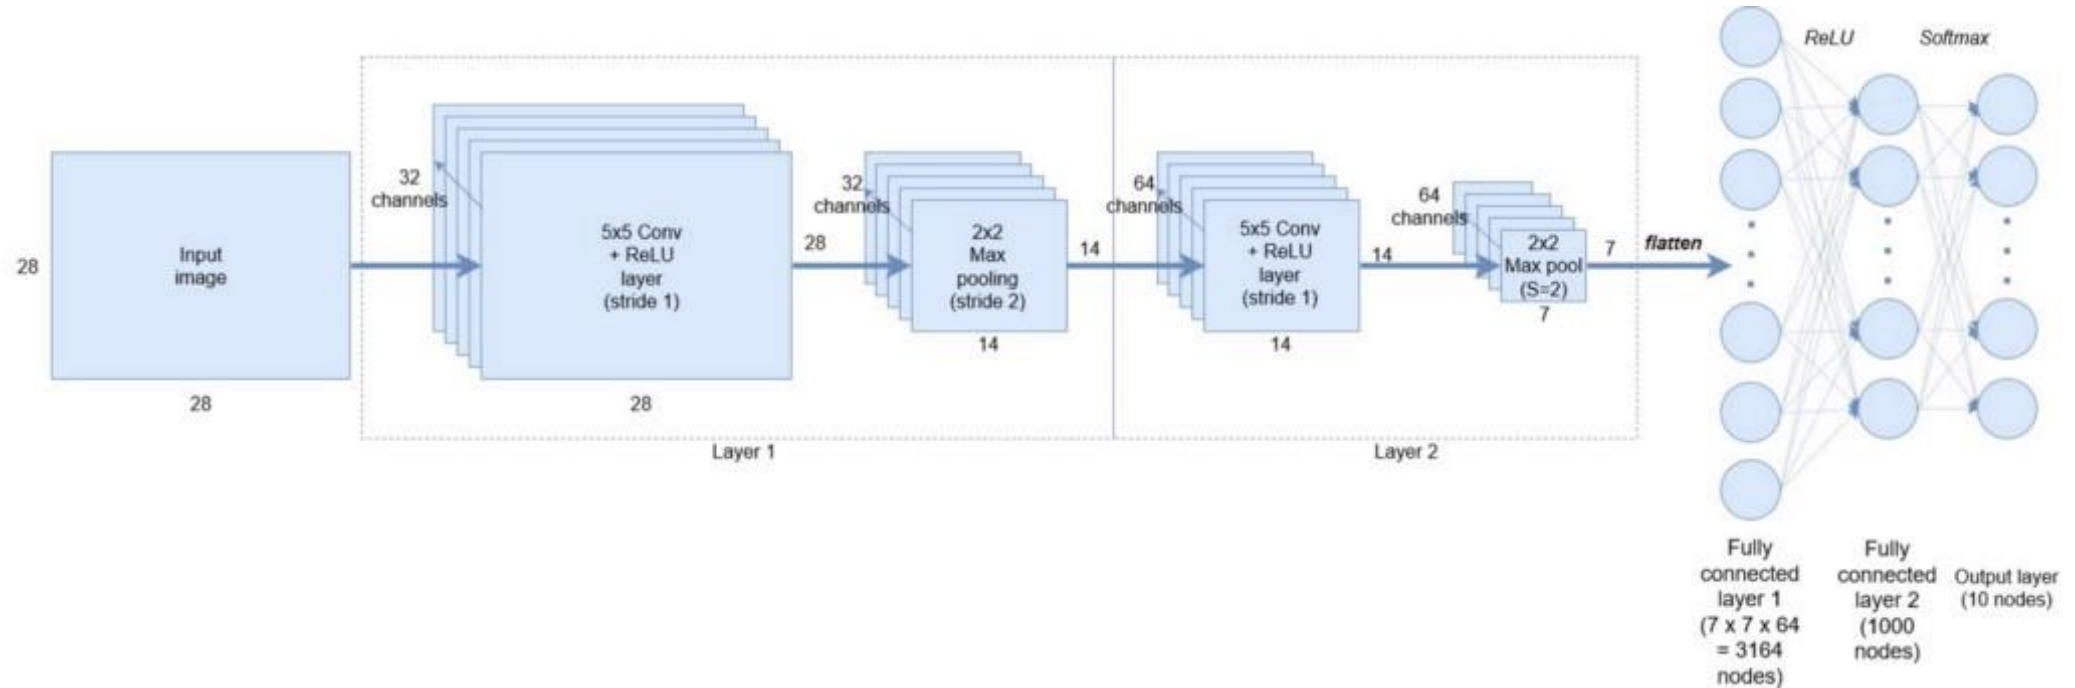 28
Input
image
28
32
channels
5x5 Conv
+ ReLU
layer
(stride 1)
28
28
32
channels
2x2
Max
pooling
(stride 2)
14
14
Layer 1
64
channels
5x5 Conv
+ ReLU
layer
(stride 1)
14
14
64
channels
2x2
Max pool
(S=2)
7
7
Layer 2
flatten
ReLU
Softmax
Fully
connected
layer 1
(7 x 7 x 64
= 3164
nodes)
Fully
connected
layer 2
(1000
nodes)
Output layer
(10 nodes)